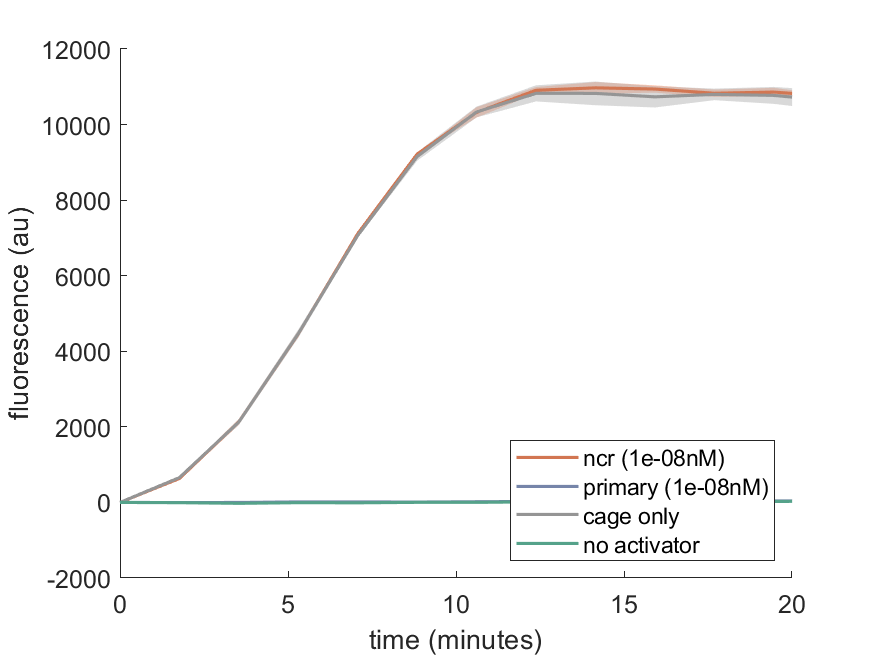 12000
10000
8000
6000
4000
2000
0
-2000
fluorescence (au)
0 5 10 15 20
time (minutes)
ncr (1e-08nM)
primary (1e-08nM)
cage only
no activator